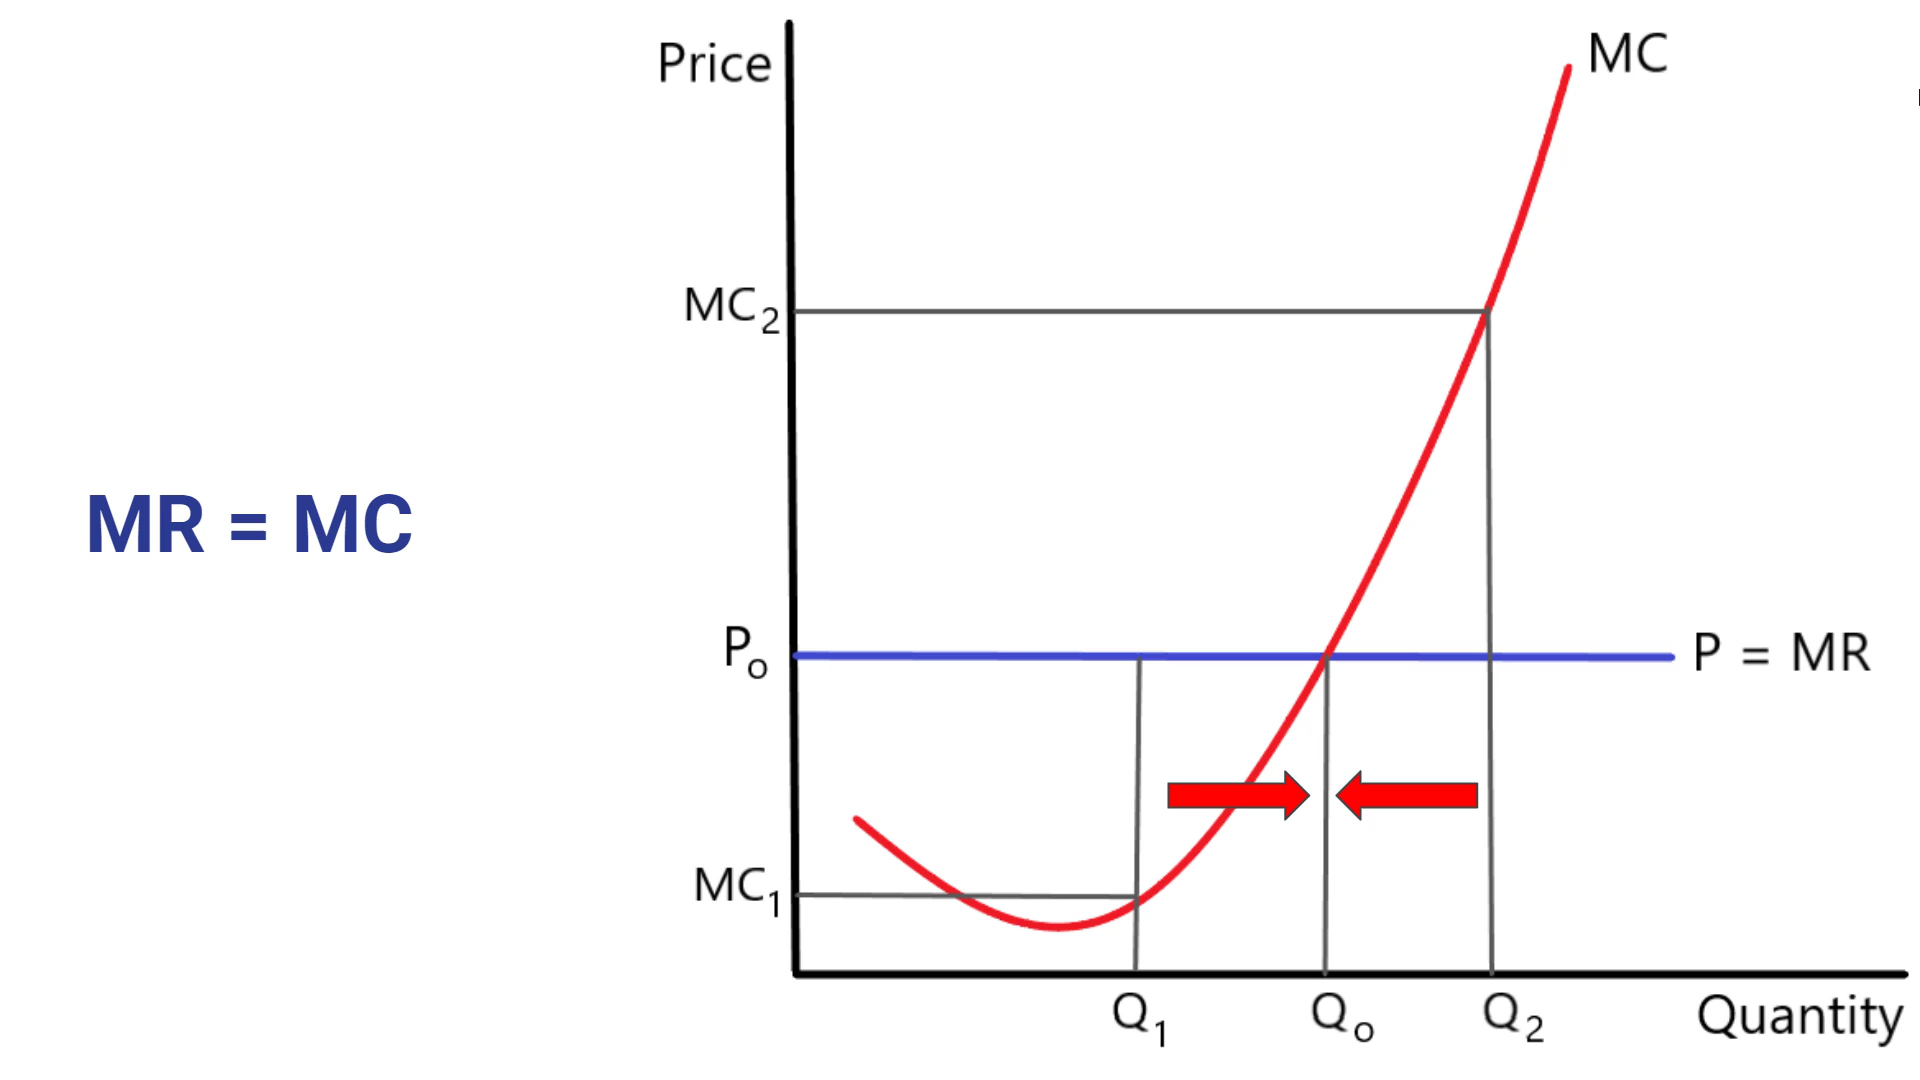 Price
MC
MC₂
MR = MC
Pₒ
P = MR
MC₁
Q₁
Qₒ
Q₂
Quantity